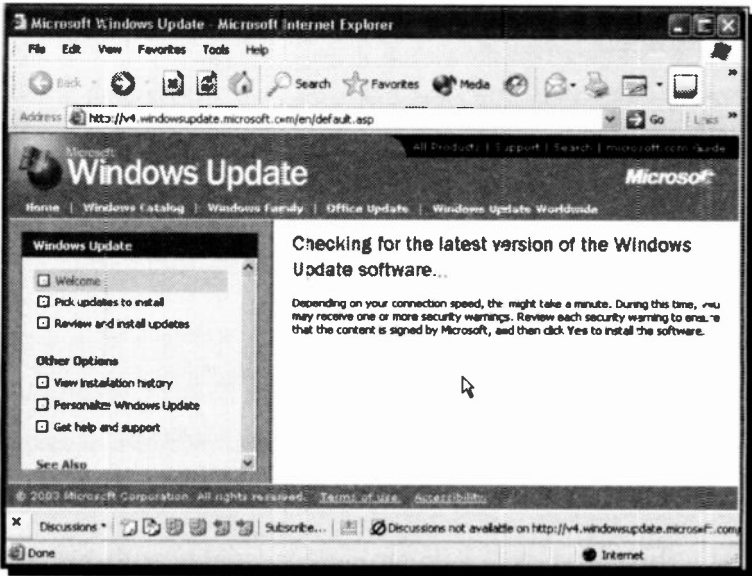 Microsoft Windows Update - Microsoft Internet Explorer
File Edit View Favorites Tools Help
Back Search Favorites Media
Address http://v4.windowsupdate.microsoft.com/en/default.asp Go Links
All Products | Support | Search | microsoft.com Guide
Microsoft
Windows Update
Microsoft
Home | Windows Catalog | Windows Family | Office Update | Windows Update Worldwide
Windows Update
Welcome
Pick updates to install
Review and install updates
Other Options
View installation history
Personalize Windows Update
Get help and support
See Also
Checking for the latest version of the Windows
Update software...
Depending on your connection speed, the might take a minute. During this time, you
may receive one or more security warnings. Review each security warning to ensure
that the content is signed by Microsoft, and then click Yes to install the software.
© 2003 Microsoft Corporation. All rights reserved. Terms of Use. Accessibility.
Discussions Subscribe... Discussions not available on http://v4.windowsupdate.microsoft.com
Done Internet